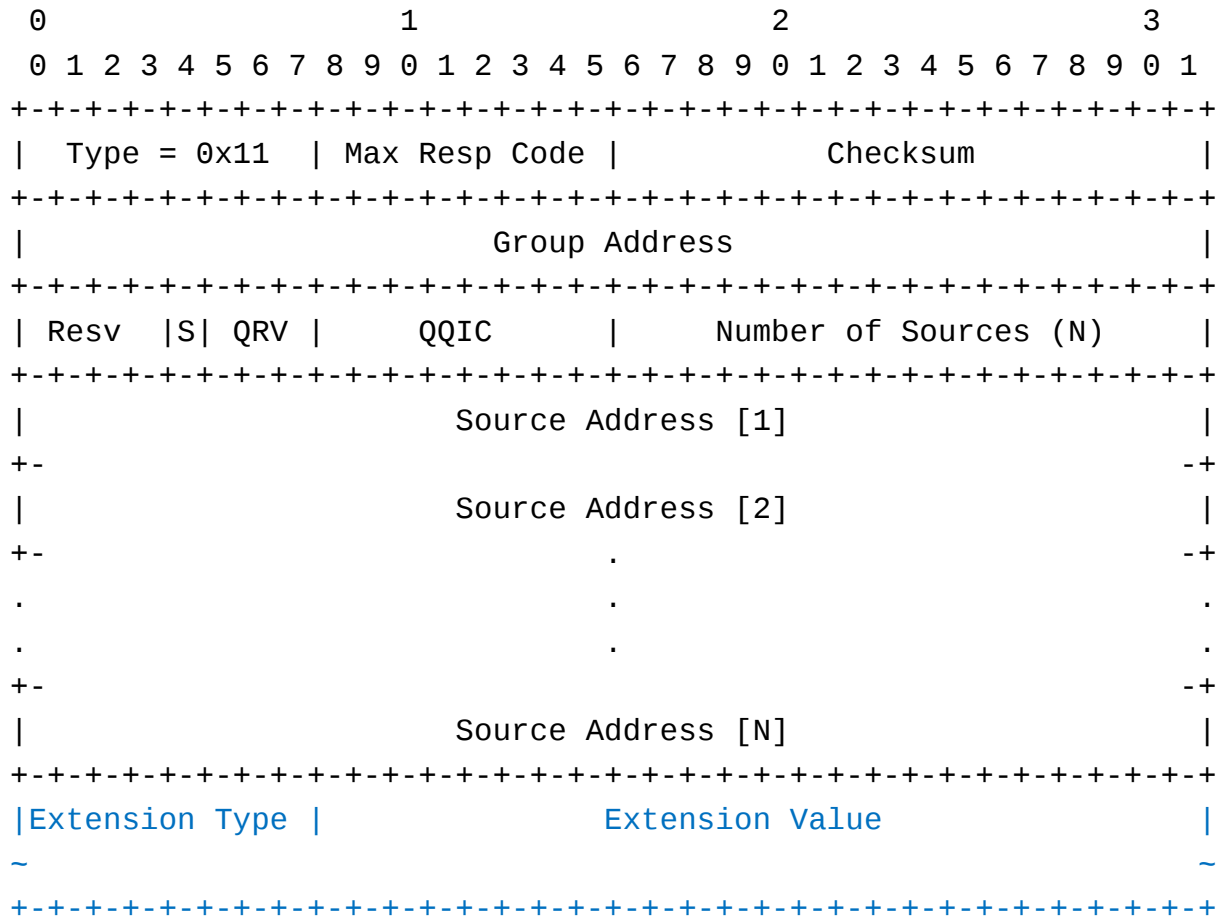 0                   1                   2                   3
 0 1 2 3 4 5 6 7 8 9 0 1 2 3 4 5 6 7 8 9 0 1 2 3 4 5 6 7 8 9 0 1
+-+-+-+-+-+-+-+-+-+-+-+-+-+-+-+-+-+-+-+-+-+-+-+-+-+-+-+-+-+-+-+-+
|  Type = 0x11  | Max Resp Code |           Checksum            |
+-+-+-+-+-+-+-+-+-+-+-+-+-+-+-+-+-+-+-+-+-+-+-+-+-+-+-+-+-+-+-+-+
|                         Group Address                         |
+-+-+-+-+-+-+-+-+-+-+-+-+-+-+-+-+-+-+-+-+-+-+-+-+-+-+-+-+-+-+-+-+
| Resv  |S| QRV |     QQIC      |     Number of Sources (N)     |
+-+-+-+-+-+-+-+-+-+-+-+-+-+-+-+-+-+-+-+-+-+-+-+-+-+-+-+-+-+-+-+-+
|                       Source Address [1]                      |
+-                                                             -+
|                       Source Address [2]                      |
+-                              .                              -+
.                               .                               .
.                               .                               .
+-                                                             -+
|                       Source Address [N]                      |
+-+-+-+-+-+-+-+-+-+-+-+-+-+-+-+-+-+-+-+-+-+-+-+-+-+-+-+-+-+-+-+-+
|Extension Type |               Extension Value                 |
~                                                               ~
+-+-+-+-+-+-+-+-+-+-+-+-+-+-+-+-+-+-+-+-+-+-+-+-+-+-+-+-+-+-+-+-+